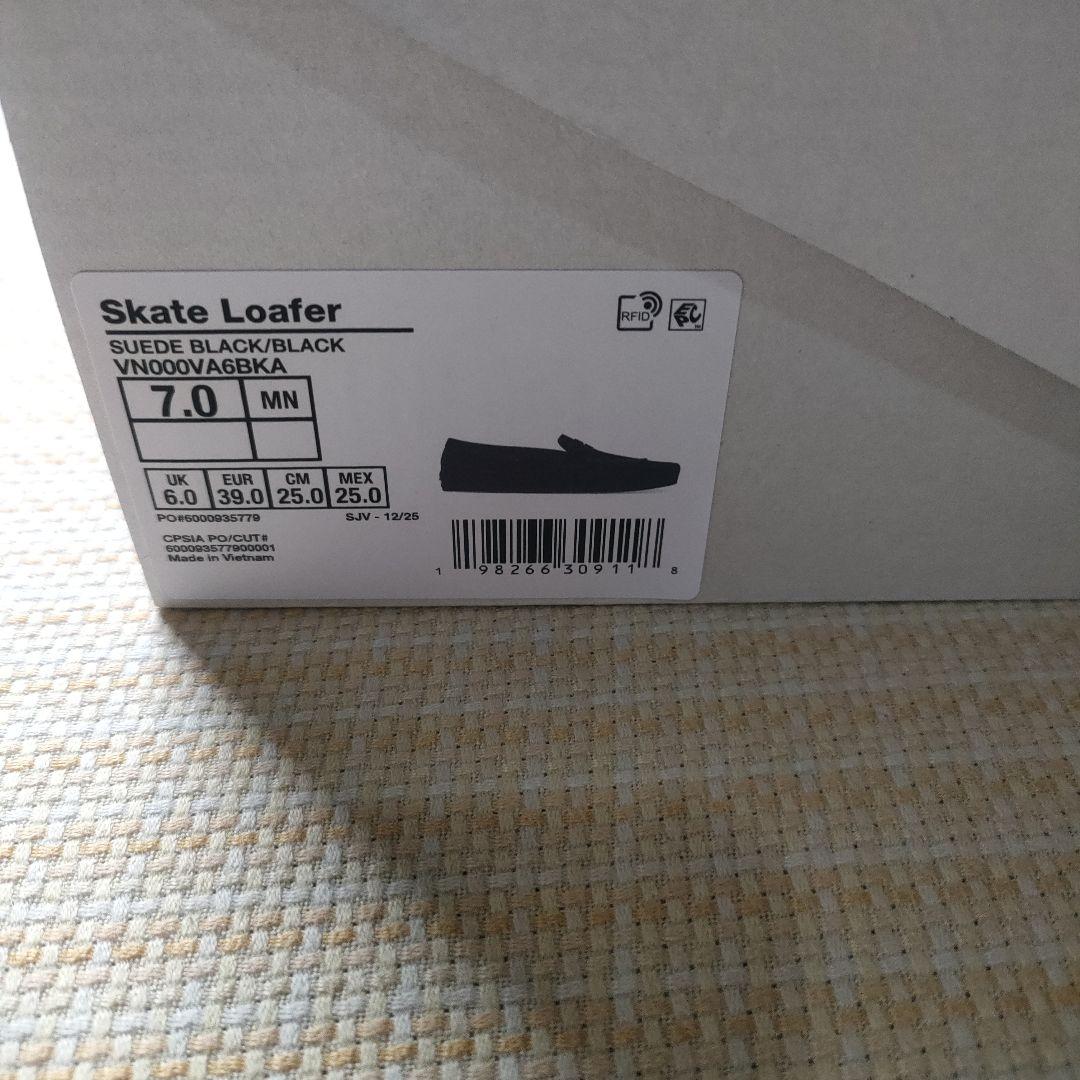 Skate Loafer
RFID
EPC
SUEDE BLACK/BLACK
VN000VA6BKA
7.0 MN
UK EUR CM MEX
6.0 39.0 25.0 25.0
PO#6000935779 SJV - 12/25
CPSIA PO/CUT#
600093577900001
Made in Vietnam
1 98266 30911 8